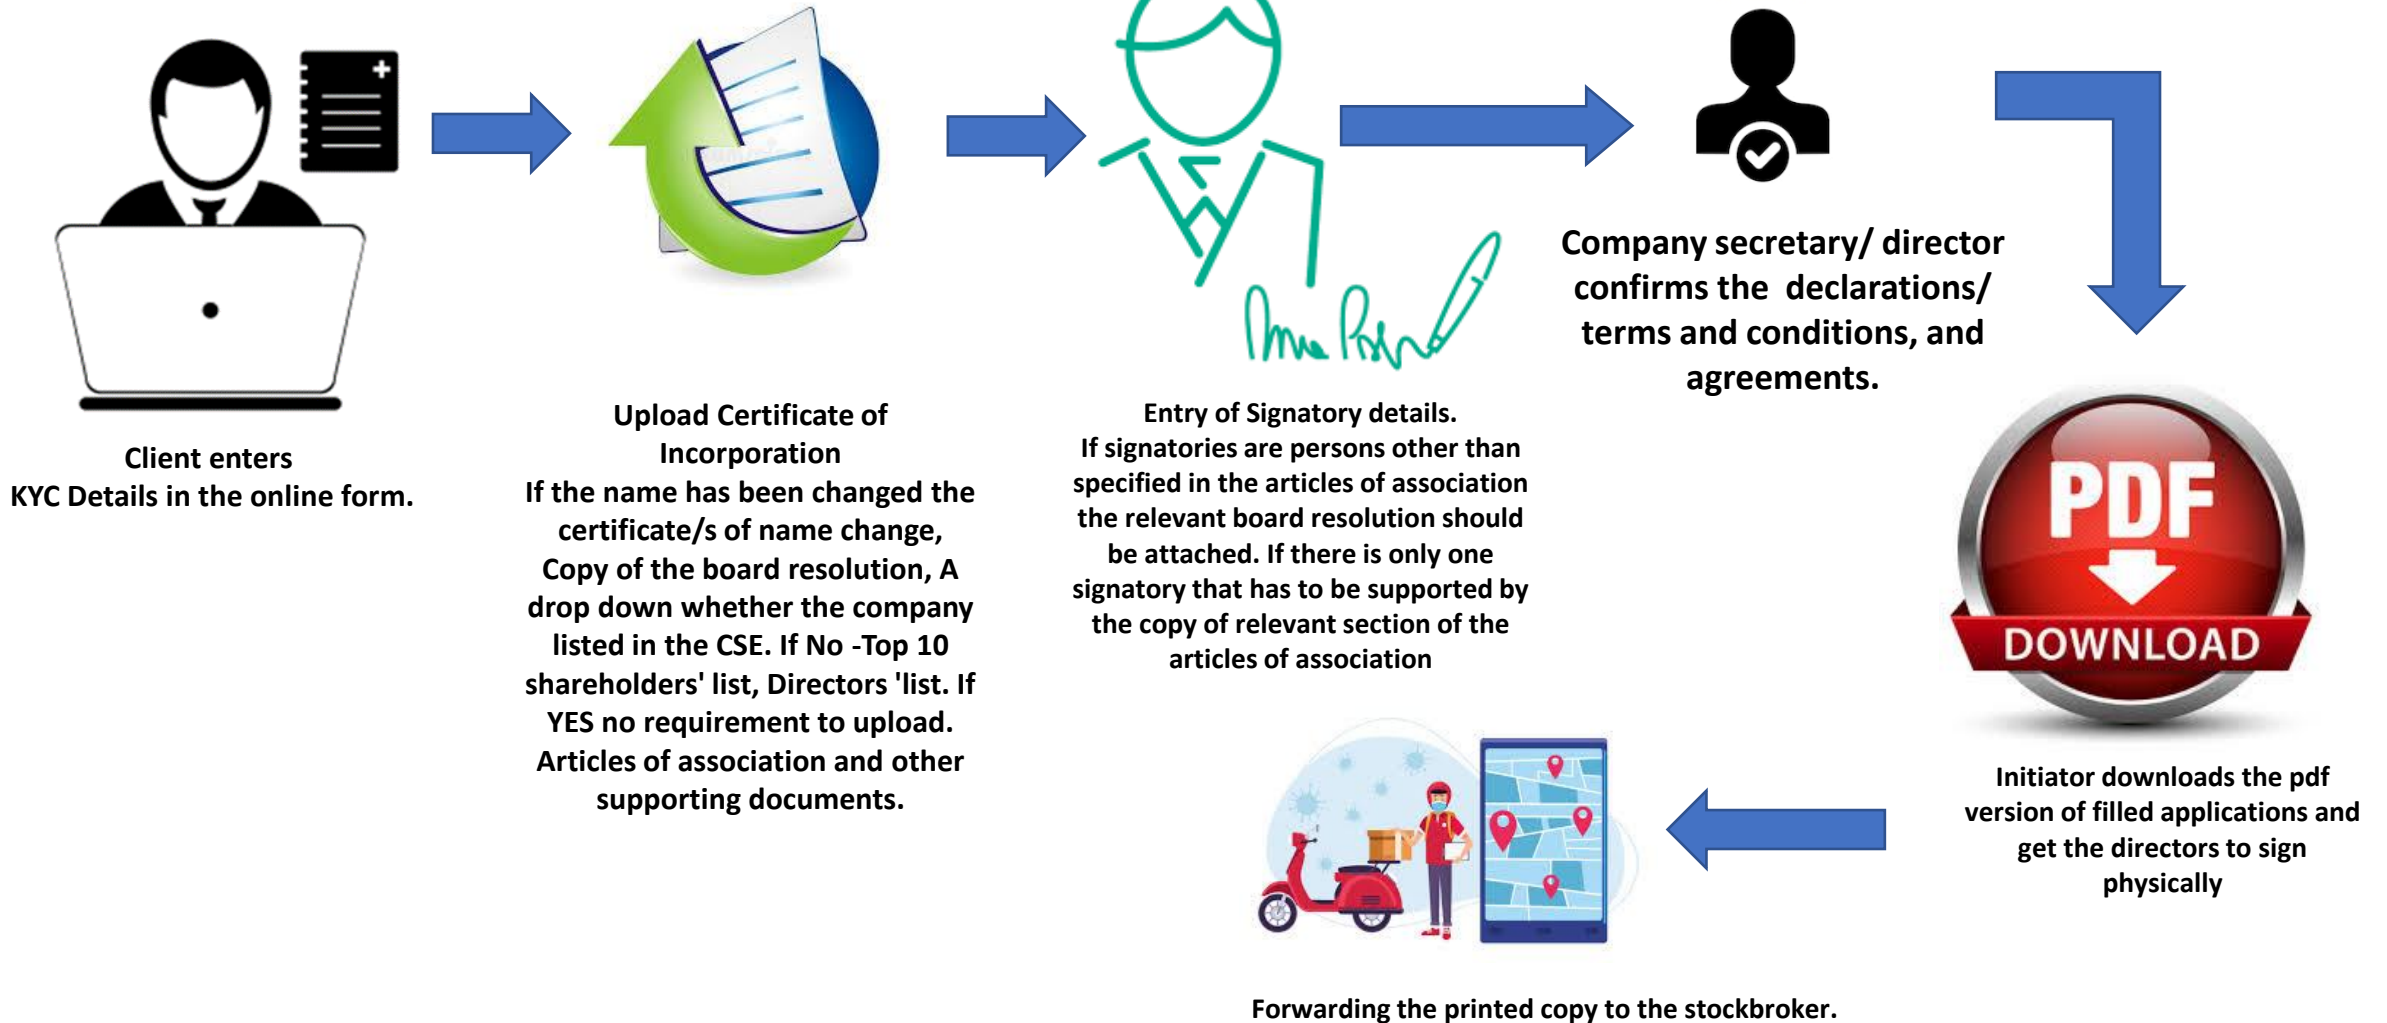 Client enters
KYC Details in the online form.
Upload Certificate of
Incorporation
If the name has been changed the
certificate/s of name change,
Copy of the board resolution, A
drop down whether the company
listed in the CSE. If No -Top 10
shareholders' list, Directors 'list. If
YES no requirement to upload.
Articles of association and other
supporting documents.
Entry of Signatory details.
If signatories are persons other than
specified in the articles of association
the relevant board resolution should
be attached. If there is only one
signatory that has to be supported by
the copy of relevant section of the
articles of association
Company secretary/ director
confirms the  declarations/
terms and conditions, and
agreements.
PDF
DOWNLOAD
Initiator downloads the pdf
version of filled applications and
get the directors to sign
physically
Forwarding the printed copy to the stockbroker.